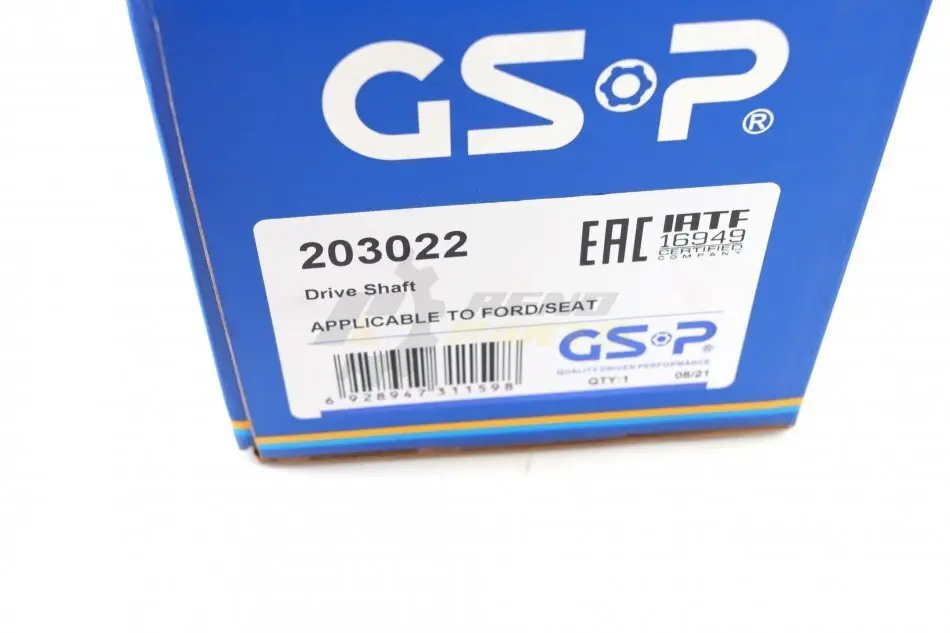 GSP®
203022
EAC
IATF
16949
CERTIFIED
COMPANY
Drive Shaft
APPLICABLE TO FORD/SEAT
GSP®
QUALITY DRIVEN PERFORMANCE
QTY:1 08/21
6 928947 311598